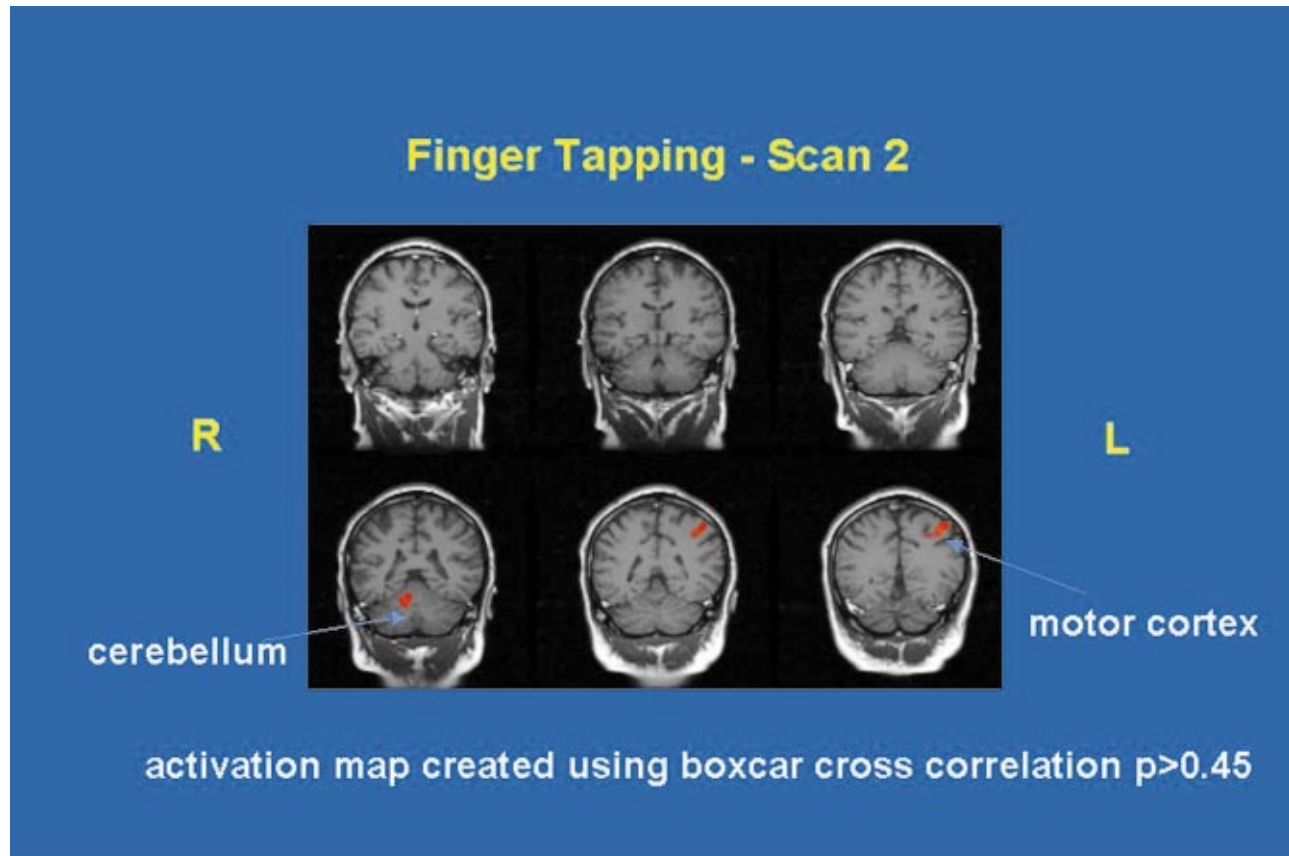 Finger Tapping - Scan 2
R
L
cerebellum
motor cortex
activation map created using boxcar cross correlation p>0.45